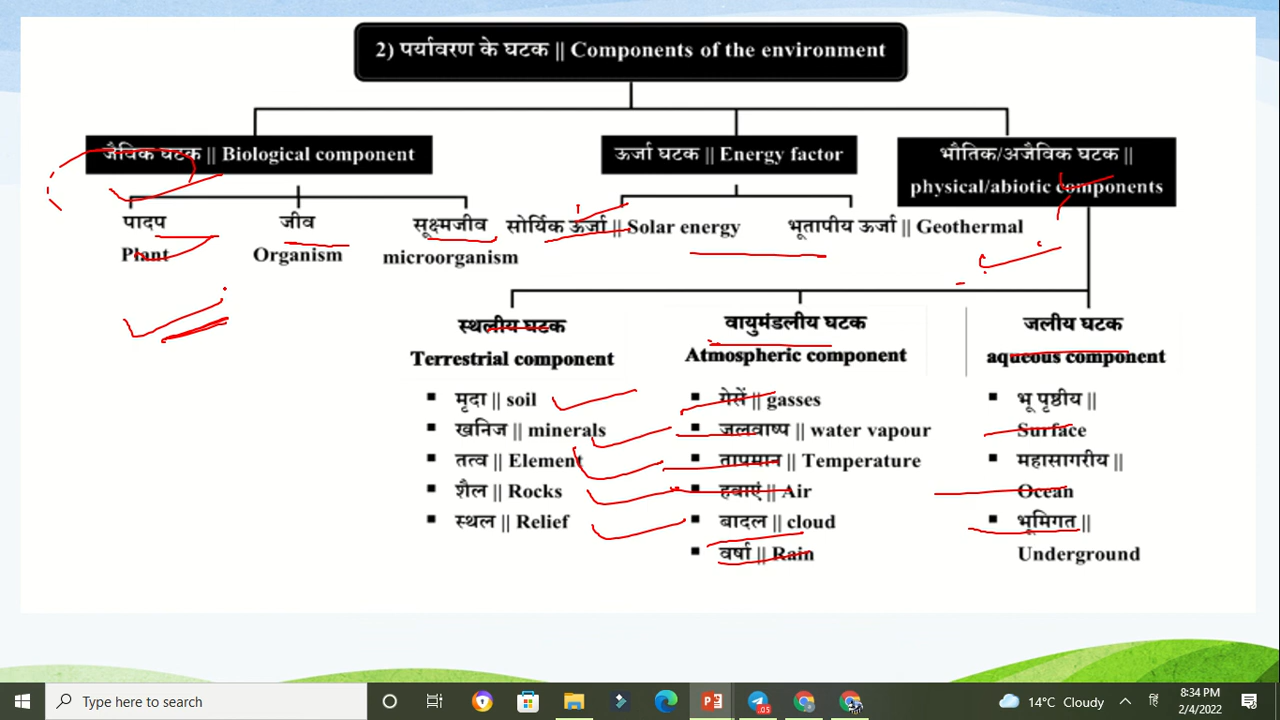 2) पर्यावरण के घटक || Components of the environment
जैविक घटक || Biological component
ऊर्जा घटक || Energy factor
भौतिक/अजैविक घटक ||
physical/abiotic components
पादप
Plant
जीव
Organism
सूक्ष्मजीव
microorganism
सोर्यिक ऊर्जा || Solar energy
भूतापीय ऊर्जा || Geothermal
स्थलीय घटक
Terrestrial component
मृदा || soil
खनिज || minerals
तत्व || Element
शैल || Rocks
स्थल || Relief
वायुमंडलीय घटक
Atmospheric component
गेसें || gasses
जलवाष्प || water vapour
तापमान || Temperature
हबाएं || Air
बादल || cloud
वर्षा || Rain
जलीय घटक
aqueous component
भू पृष्ठीय ||
Surface
महासागरीय ||
Ocean
भूमिगत ||
Underground
Type here to search
14°C Cloudy
हिं
8:34 PM
2/4/2022